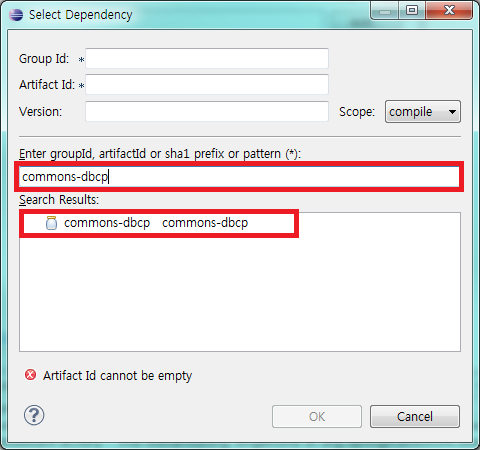 Select Dependency
Group Id: *
Artifact Id: *
Version: Scope: compile
Enter groupId, artifactId or sha1 prefix or pattern (*):
commons-dbcp
Search Results:
commons-dbcp commons-dbcp
Artifact Id cannot be empty
? OK Cancel